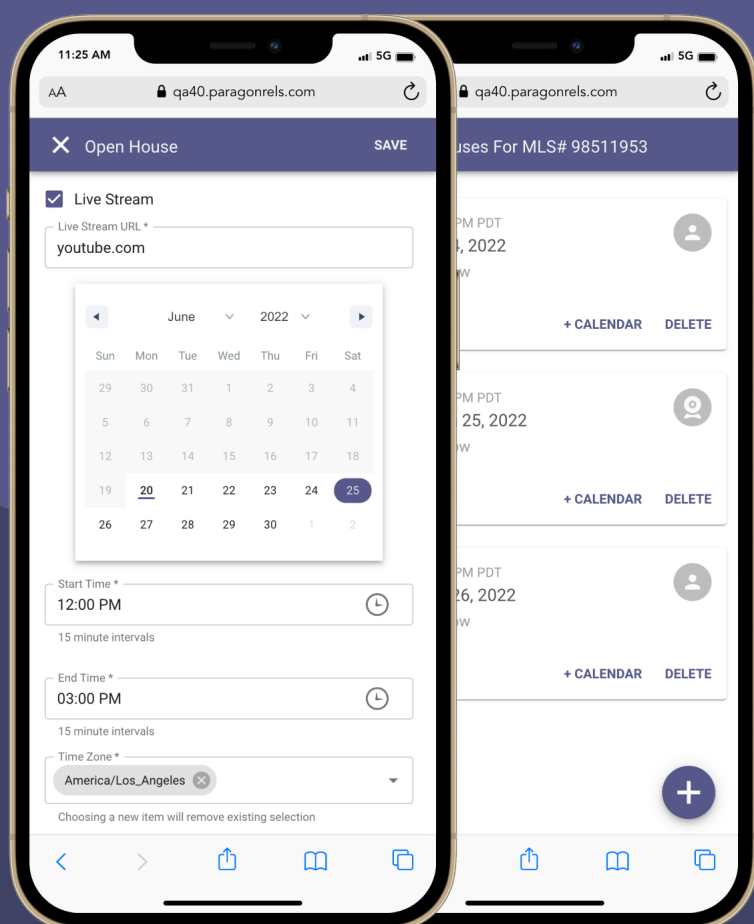 11:25 AM
5G
AA
qa40.paragonrels.com
Open House
SAVE
Live Stream
Live Stream URL *
youtube.com
June
2022
Sun Mon Tue Wed Thu Fri Sat
29 30 31 1 2 3 4
5 6 7 8 9 10 11
12 13 14 15 16 17 18
19 20 21 22 23 24 25
26 27 28 29 30 1 2
Start Time *
12:00 PM
15 minute intervals
End Time *
03:00 PM
15 minute intervals
Time Zone *
America/Los_Angeles
Choosing a new item will remove existing selection
5G
qa40.paragonrels.com
uses For MLS# 98511953
PM PDT
, 2022
+ CALENDAR DELETE
PM PDT
25, 2022
+ CALENDAR DELETE
PM PDT
26, 2022
+ CALENDAR DELETE